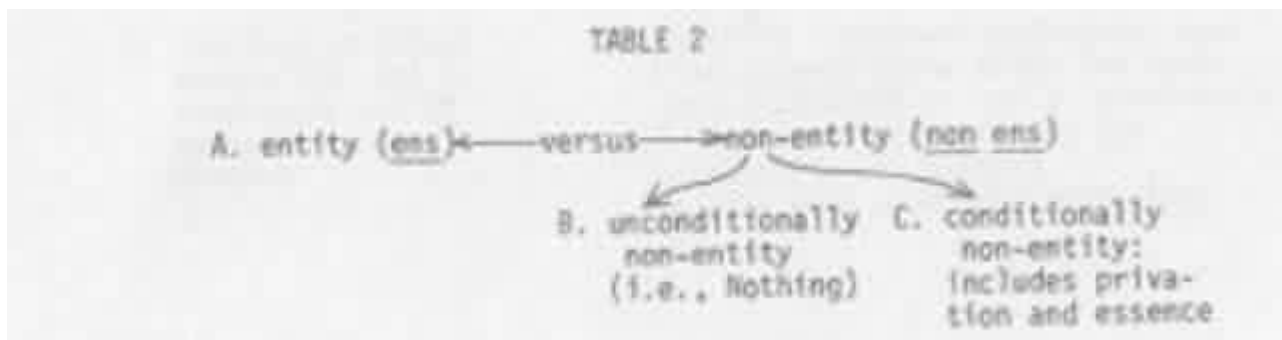 TABLE 2
A. entity (ens) versus non-entity (non ens)
B. unconditionally
non-entity
(i.e., Nothing)
C. conditionally
non-entity:
includes priva-
tion and essence